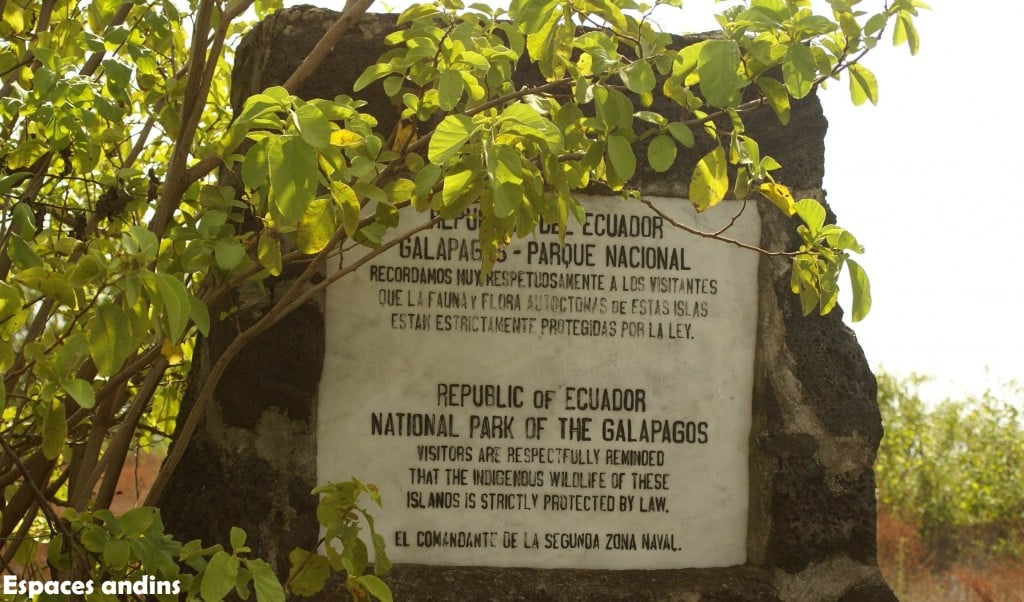 REPUBLICA DEL ECUADOR
GALAPAGOS - PARQUE NACIONAL
RECORDAMOS MUY RESPETUOSAMENTE A LOS VISITANTES
QUE LA FAUNA Y FLORA AUTOCTONAS DE ESTAS ISLAS
ESTAN ESTRICTAMENTE PROTEGIDAS POR LA LEY.
REPUBLIC OF ECUADOR
NATIONAL PARK OF THE GALAPAGOS
VISITORS ARE RESPECTFULLY REMINDED
THAT THE INDIGENOUS WILDLIFE OF THESE
ISLANDS IS STRICTLY PROTECTED BY LAW.
EL COMANDANTE DE LA SEGUNDA ZONA NAVAL.
Espaces andins